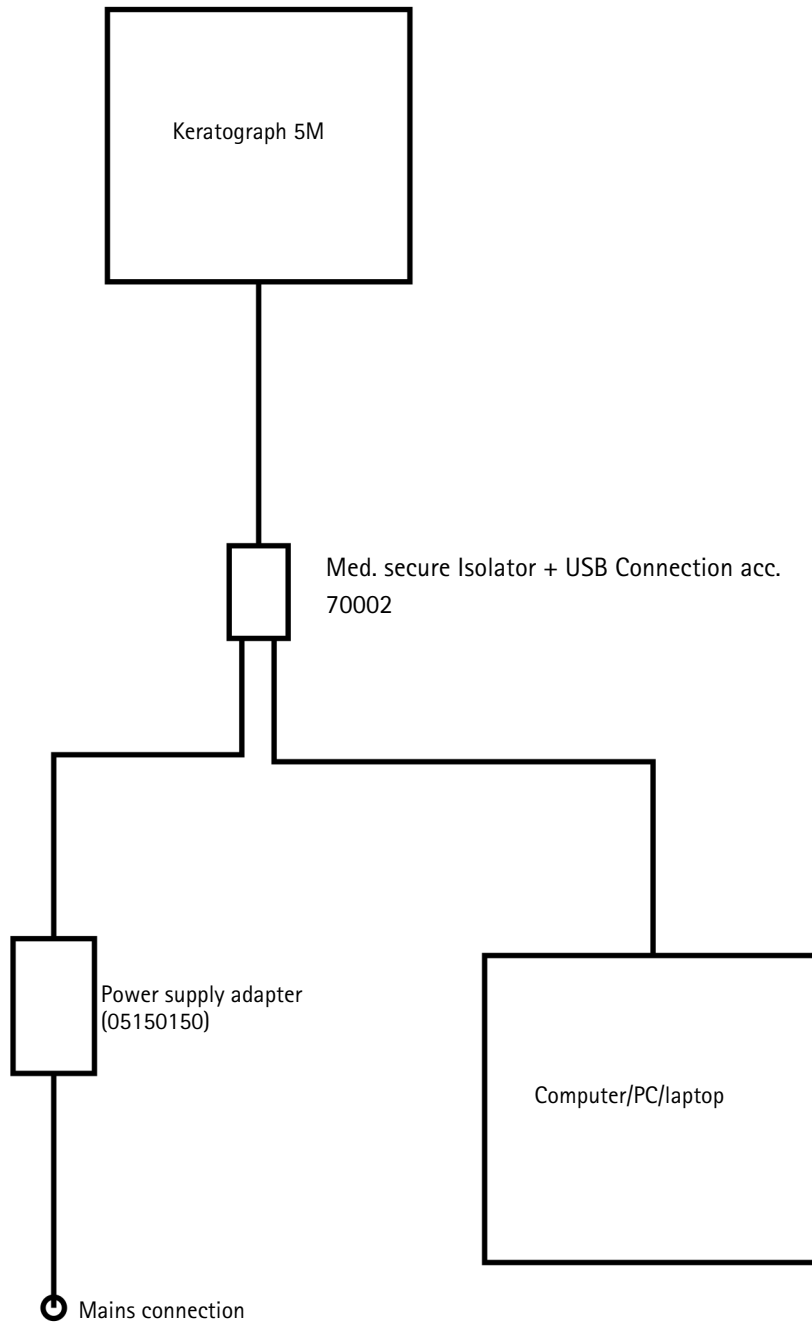 Keratograph 5M
Med. secure Isolator + USB Connection acc.
70002
Power supply adapter
(05150150)
Computer/PC/laptop
Mains connection